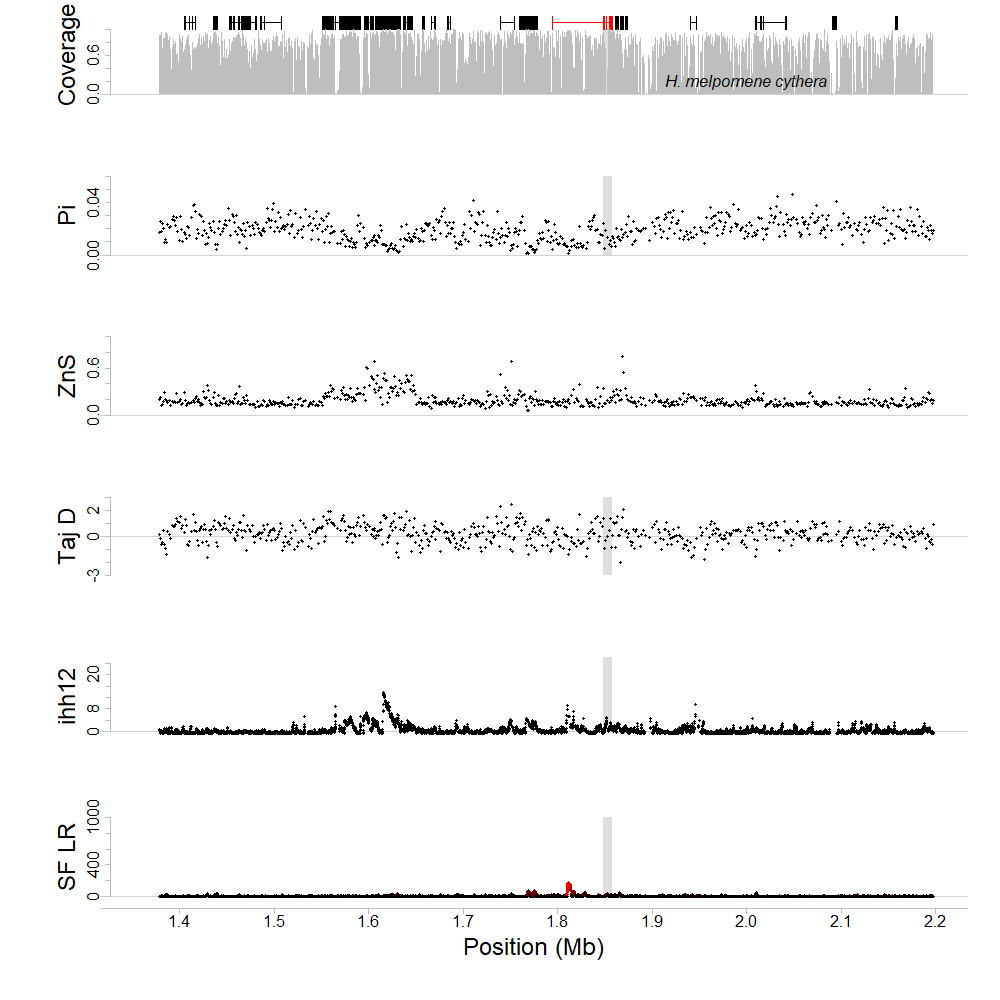 Coverage
0.0 0.6
H. melpomene cythera
Pi
0.00 0.04
ZnS
0.0 0.6
Taj D
-3 0 2
ihh12
0 8 20
SF LR
0 400 1000
1.4 1.5 1.6 1.7 1.8 1.9 2.0 2.1 2.2
Position (Mb)